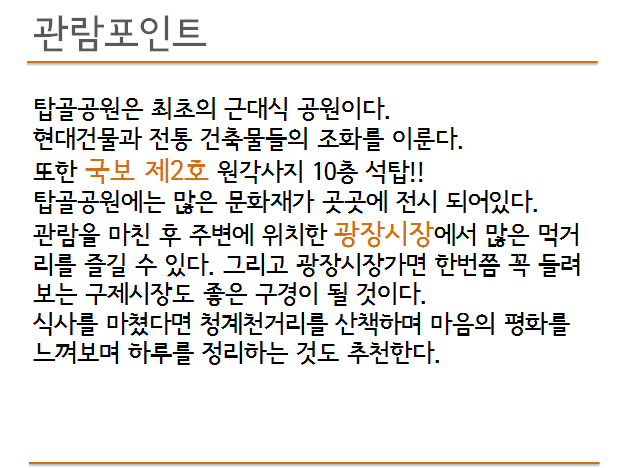 관람포인트
탑골공원은 최초의 근대식 공원이다.
현대건물과 전통 건축물들의 조화를 이룬다.
또한 국보 제2호 원각사지 10층 석탑!!
탑골공원에는 많은 문화재가 곳곳에 전시 되어있다.
관람을 마친 후 주변에 위치한 광장시장에서 많은 먹거
리를 즐길 수 있다. 그리고 광장시장가면 한번쯤 꼭 들려
보는 구제시장도 좋은 구경이 될 것이다.
식사를 마쳤다면 청계천거리를 산책하며 마음의 평화를
느껴보며 하루를 정리하는 것도 추천한다.